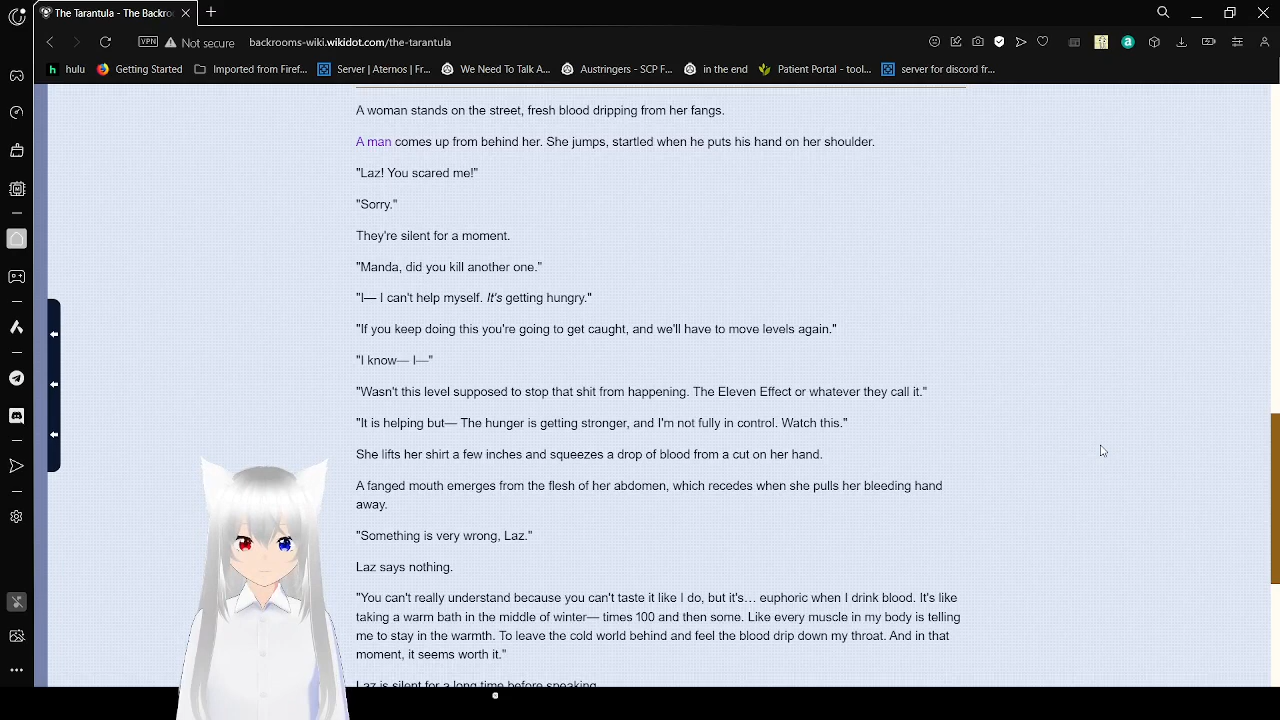 The Tarantula - The Backro
VPN
Not secure
backrooms-wiki.wikidot.com/the-tarantula
hulu
Getting Started
Imported from Firef...
Server | Aternos | Fr...
We Need To Talk A...
Austringers - SCP F...
in the end
Patient Portal - tool...
server for discord fr...
A woman stands on the street, fresh blood dripping from her fangs.
A man comes up from behind her. She jumps, startled when he puts his hand on her shoulder.
"Laz! You scared me!"
"Sorry."
They're silent for a moment.
"Manda, did you kill another one."
"I— I can't help myself. It's getting hungry."
"If you keep doing this you're going to get caught, and we'll have to move levels again."
"I know— I—"
"Wasn't this level supposed to stop that shit from happening. The Eleven Effect or whatever they call it."
"It is helping but— The hunger is getting stronger, and I'm not fully in control. Watch this."
She lifts her shirt a few inches and squeezes a drop of blood from a cut on her hand.
A fanged mouth emerges from the flesh of her abdomen, which recedes when she pulls her bleeding hand
away.
"Something is very wrong, Laz."
Laz says nothing.
"You can't really understand because you can't taste it like I do, but it's... euphoric when I drink blood. It's like
taking a warm bath in the middle of winter— times 100 and then some. Like every muscle in my body is telling
me to stay in the warmth. To leave the cold world behind and feel the blood drip down my throat. And in that
moment, it seems worth it."
Laz is silent for a long time before speaking.